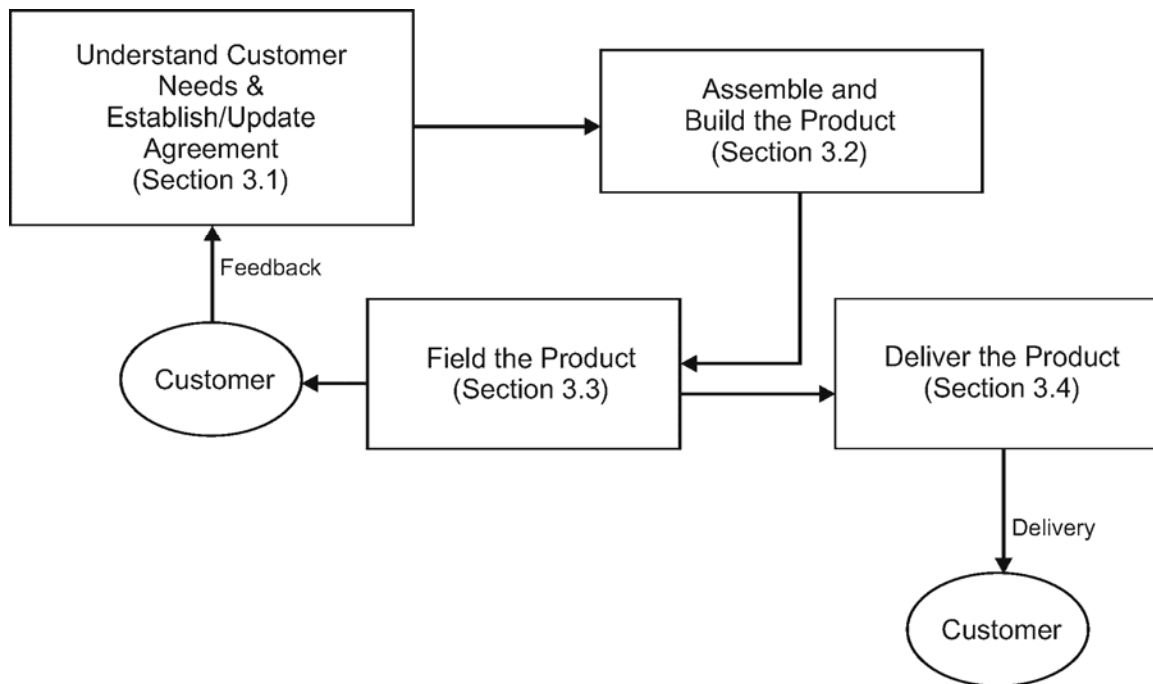 Understand Customer
Needs &
Establish/Update
Agreement
(Section 3.1)
Assemble and
Build the Product
(Section 3.2)
Feedback
Customer
Field the Product
(Section 3.3)
Deliver the Product
(Section 3.4)
Delivery
Customer